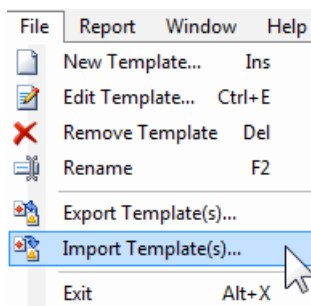 File Report Window Help
New Template... Ins
Edit Template... Ctrl+E
Remove Template Del
Rename F2
Export Template(s)...
Import Template(s)...
Exit Alt+X